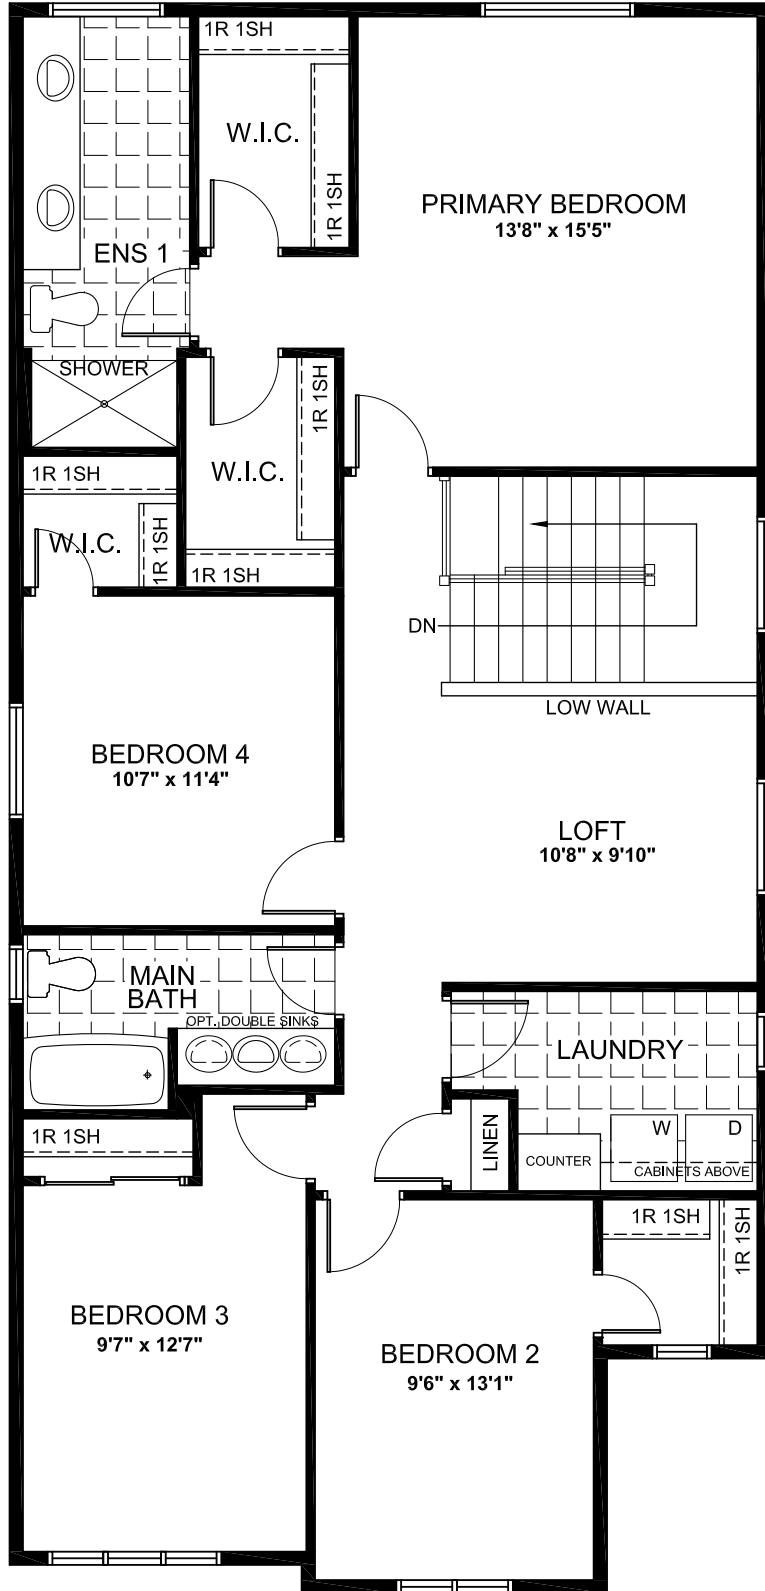 1R 1SH
W.I.C.
1R 1SH
PRIMARY BEDROOM
13'8" x 15'5"
ENS 1
SHOWER
1R 1SH
W.I.C.
1R 1SH
1R 1SH
W.I.C.
1R 1SH
DN
LOW WALL
BEDROOM 4
10'7" x 11'4"
LOFT
10'8" x 9'10"
MAIN
BATH
OPT. DOUBLE SINKS
LAUNDRY
1R 1SH
LINEN
W
D
COUNTER
CABINETS ABOVE
1R 1SH
1R 1SH
BEDROOM 3
9'7" x 12'7"
BEDROOM 2
9'6" x 13'1"